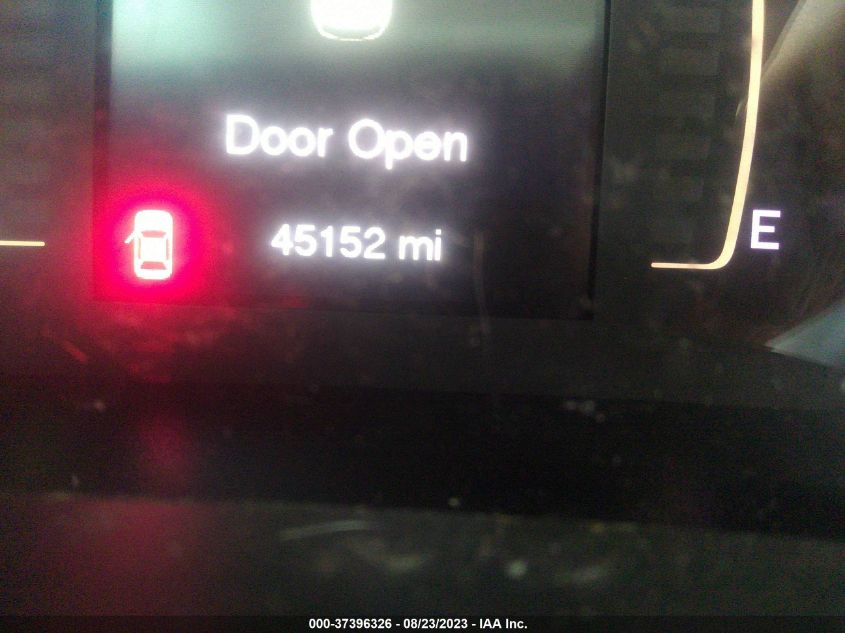 Door Open
45152 mi
E
000-37396326 - 08/23/2023 - IAA Inc.